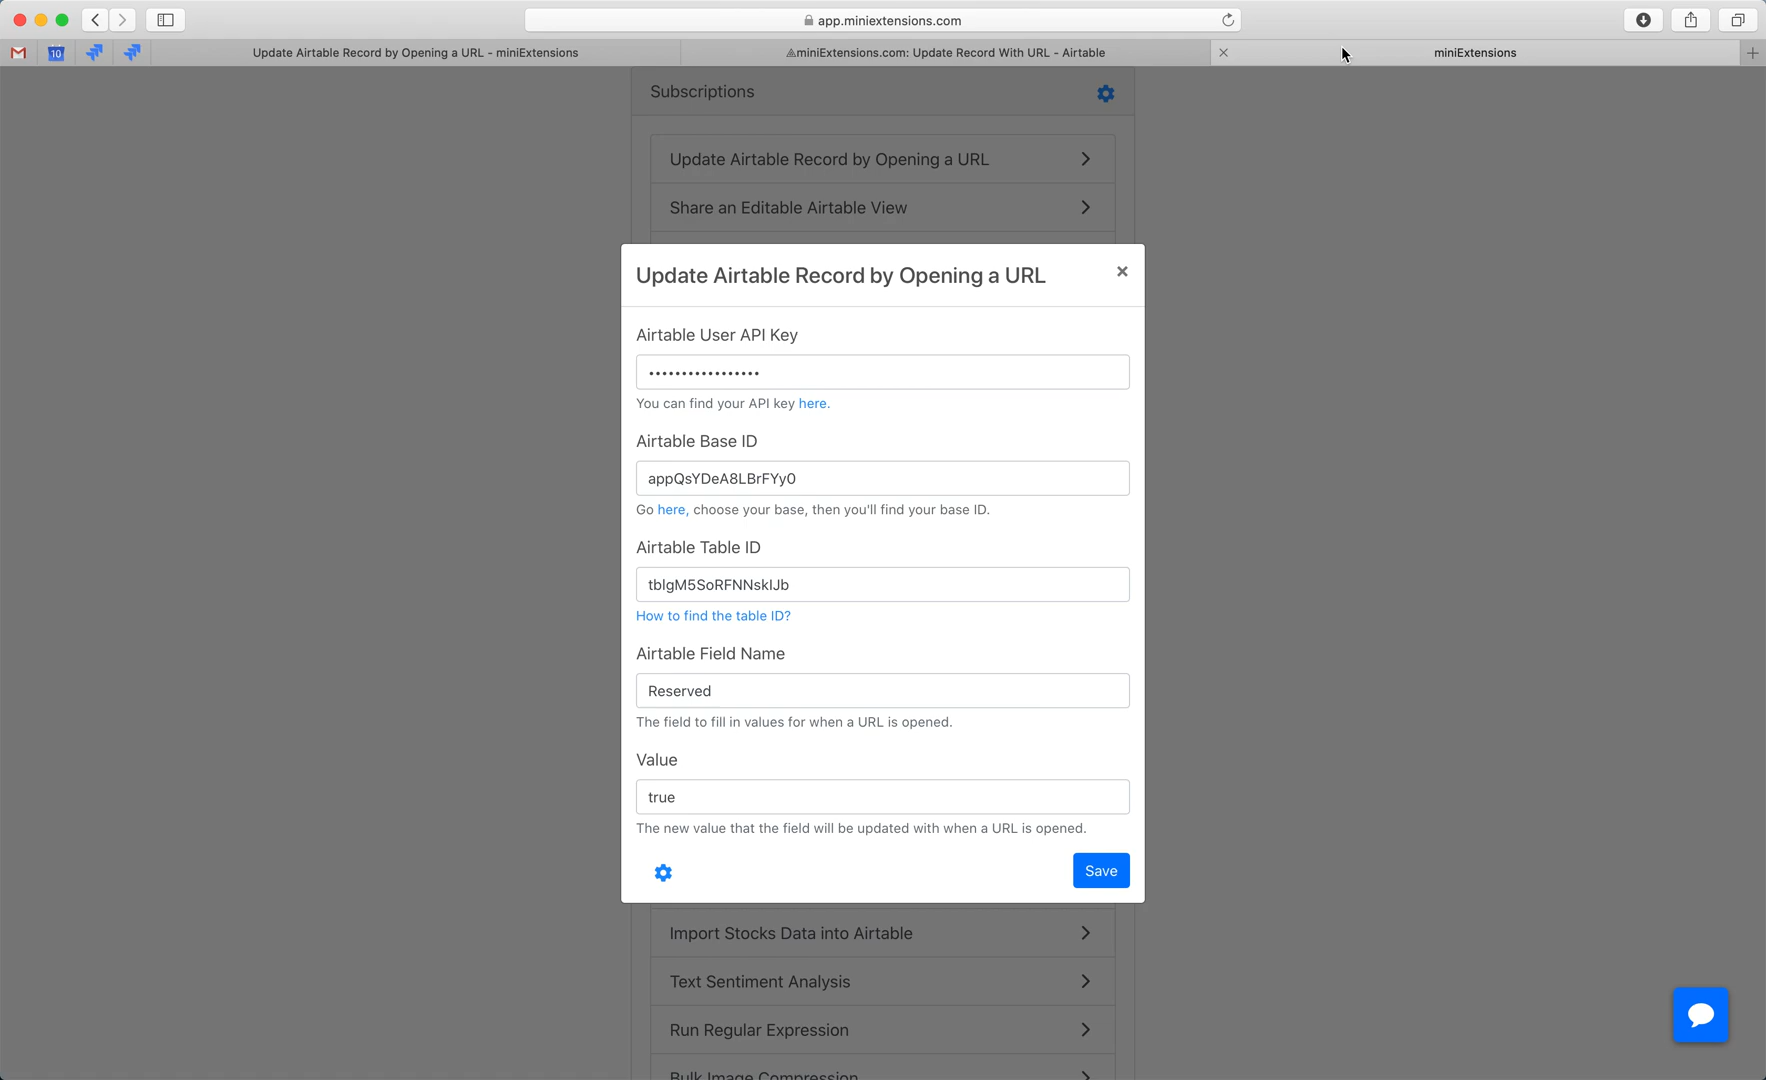 app.miniextensions.com
10
Update Airtable Record by Opening a URL - miniExtensions
miniExtensions.com: Update Record With URL - Airtable
miniExtensions
Subscriptions
Update Airtable Record by Opening a URL
Share an Editable Airtable View
Update Airtable Record by Opening a URL
×
Airtable User API Key
•••••••••••••••••
You can find your API key here.
Airtable Base ID
appQsYDeA8LBrFYy0
Go here, choose your base, then you'll find your base ID.
Airtable Table ID
tblgM5SoRFNNsklJb
How to find the table ID?
Airtable Field Name
Reserved
The field to fill in values for when a URL is opened.
Value
true
The new value that the field will be updated with when a URL is opened.
Save
Import Stocks Data into Airtable
Text Sentiment Analysis
Run Regular Expression
Bulk Image Compression